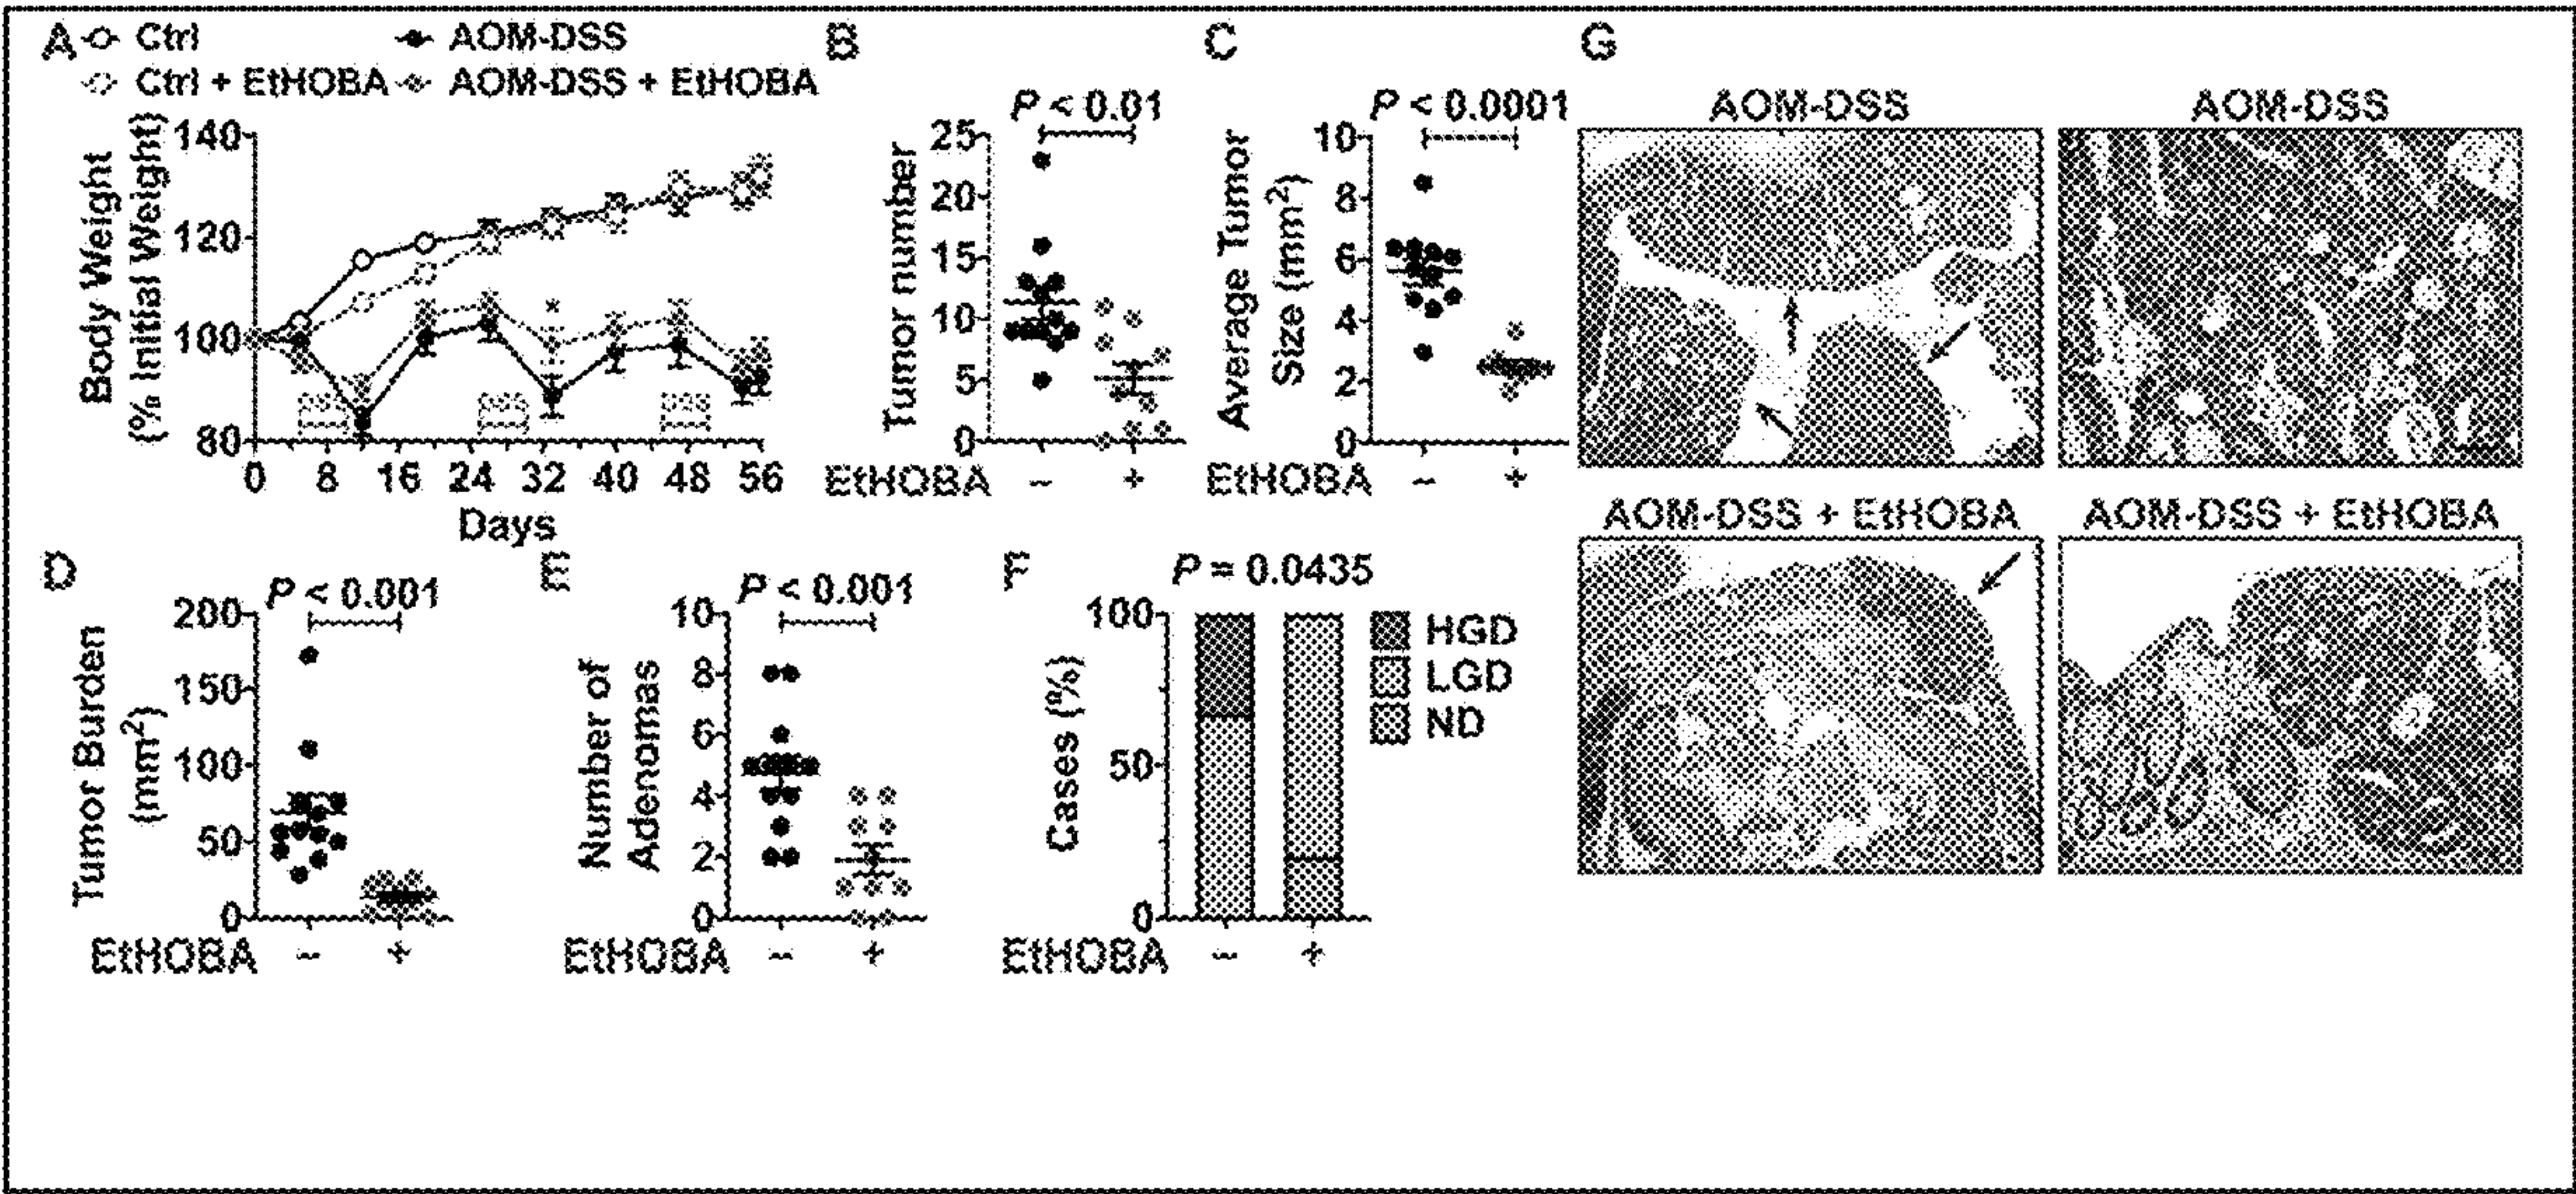 A Ctrl AOM-DSS
Ctrl + EtHOBA AOM-DSS + EtHOBA
Body Weight
(% Initial Weight)
140
120
100
80
0 8 16 24 32 40 48 56
Days
*
B
P < 0.01
Tumor number
25
20
15
10
5
0
EtHOBA – +
C
P < 0.0001
Average Tumor
Size (mm²)
10
8
6
4
2
0
EtHOBA – +
D
P < 0.001
Tumor Burden
(mm²)
200
150
100
50
0
EtHOBA – +
E
P < 0.001
Number of
Adenomas
10
8
6
4
2
0
EtHOBA – +
F
P = 0.0435
Cases (%)
100
50
0
EtHOBA – +
HGD
LGD
ND
G
AOM-DSS AOM-DSS
AOM-DSS + EtHOBA AOM-DSS + EtHOBA